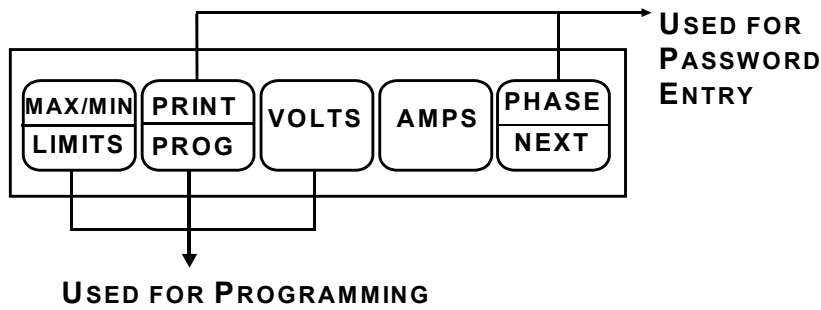 USED FOR
PASSWORD
ENTRY
MAX/MIN
LIMITS
PRINT
PROG
VOLTS
AMPS
PHASE
NEXT
USED FOR PROGRAMMING